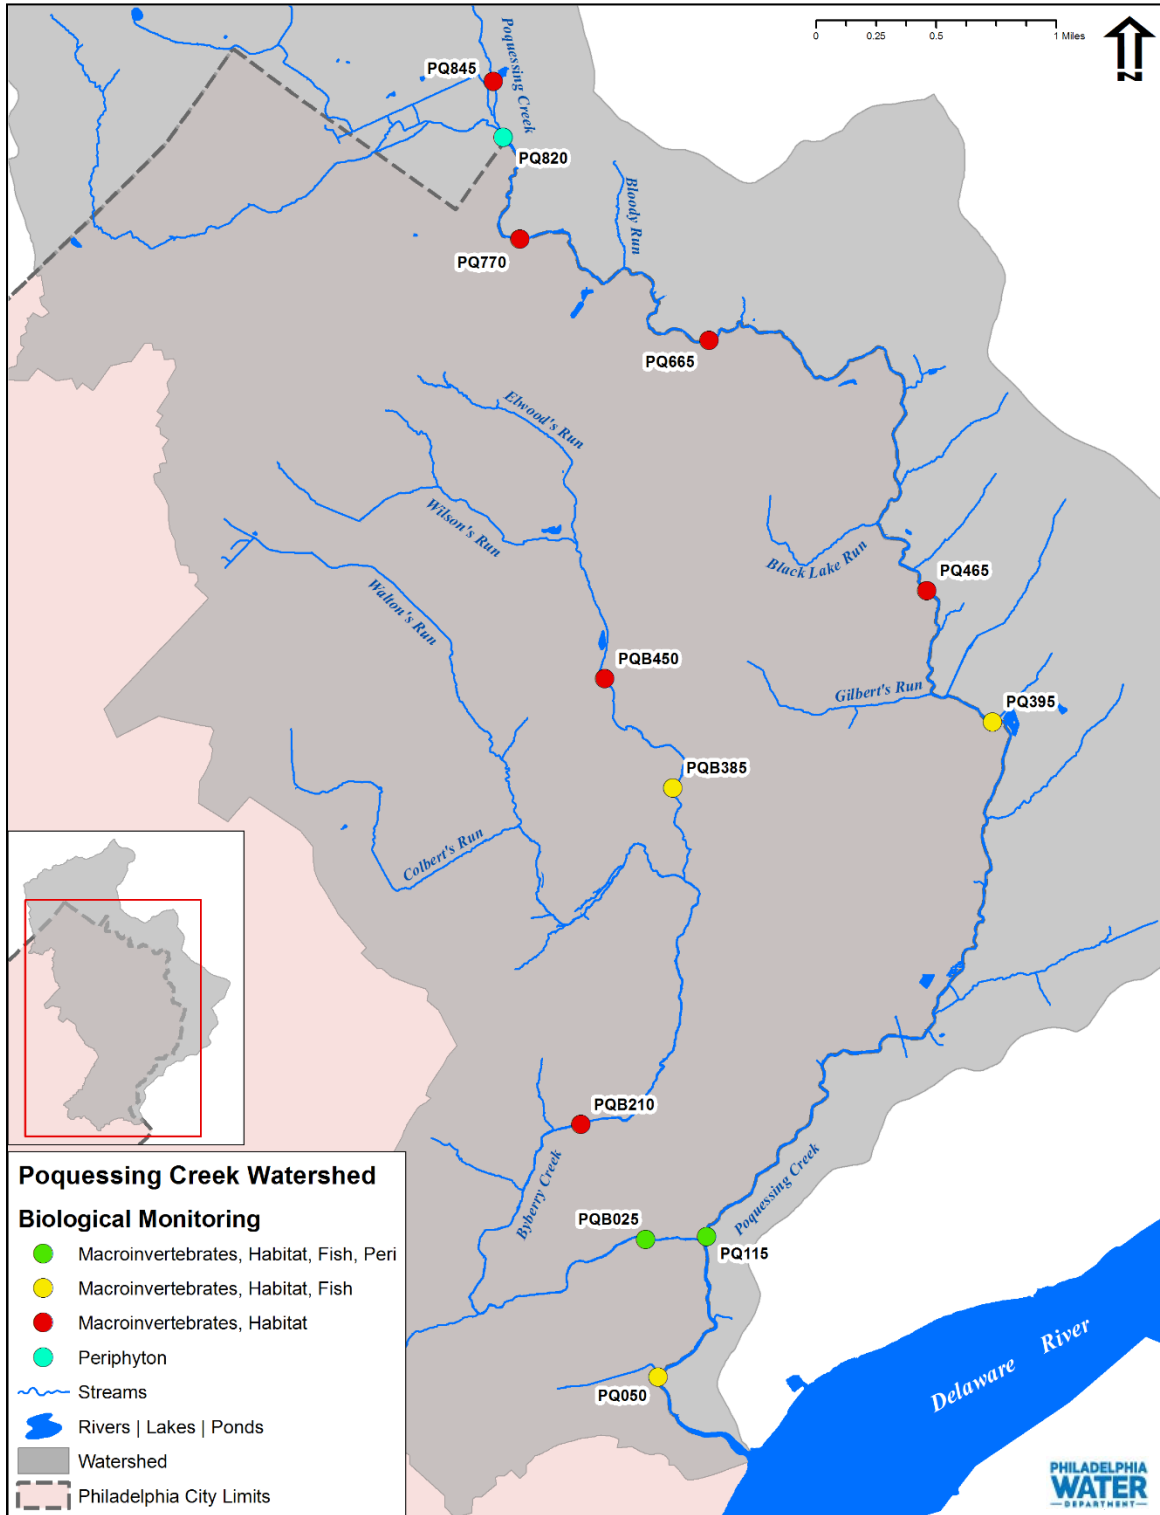 0 0.25 0.5 1 Miles
N
PQ845
Poquessing Creek
PQ820
Bloody Run
PQ770
PQ665
Elwood's Run
Wilson's Run
Black Lake Run
PQ465
Walton's Run
PQB450
Gilbert's Run
PQ395
PQB385
Colbert's Run
PQB210
Byberry Creek
Poquessing Creek
PQB025
PQ115
PQ050
Delaware River
Poquessing Creek Watershed
Biological Monitoring
Macroinvertebrates, Habitat, Fish, Peri
Macroinvertebrates, Habitat, Fish
Macroinvertebrates, Habitat
Periphyton
Streams
Rivers | Lakes | Ponds
Watershed
Philadelphia City Limits
PHILADELPHIA
WATER
DEPARTMENT